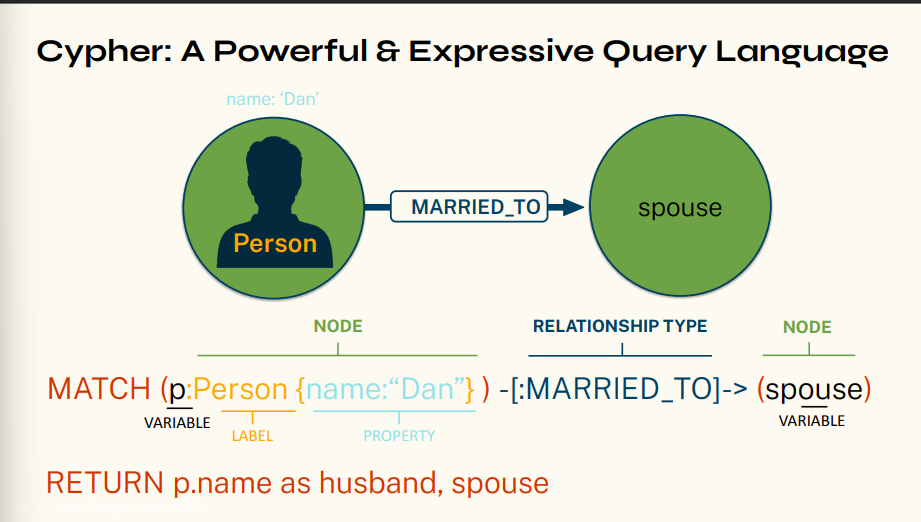 Cypher: A Powerful & Expressive Query Language
name: ‘Dan’
Person
MARRIED_TO
spouse
NODE
RELATIONSHIP TYPE
NODE
MATCH (p:Person {name:“Dan”} ) -[:MARRIED_TO]-> (spouse)
VARIABLE
LABEL
PROPERTY
VARIABLE
RETURN p.name as husband, spouse